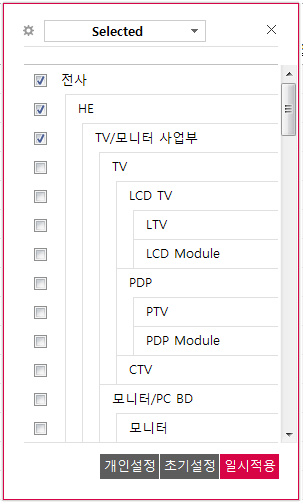 Selected
전사
HE
TV/모니터 사업부
TV
LCD TV
LTV
LCD Module
PDP
PTV
PDP Module
CTV
모니터/PC BD
모니터
개인설정 초기설정 일시적용